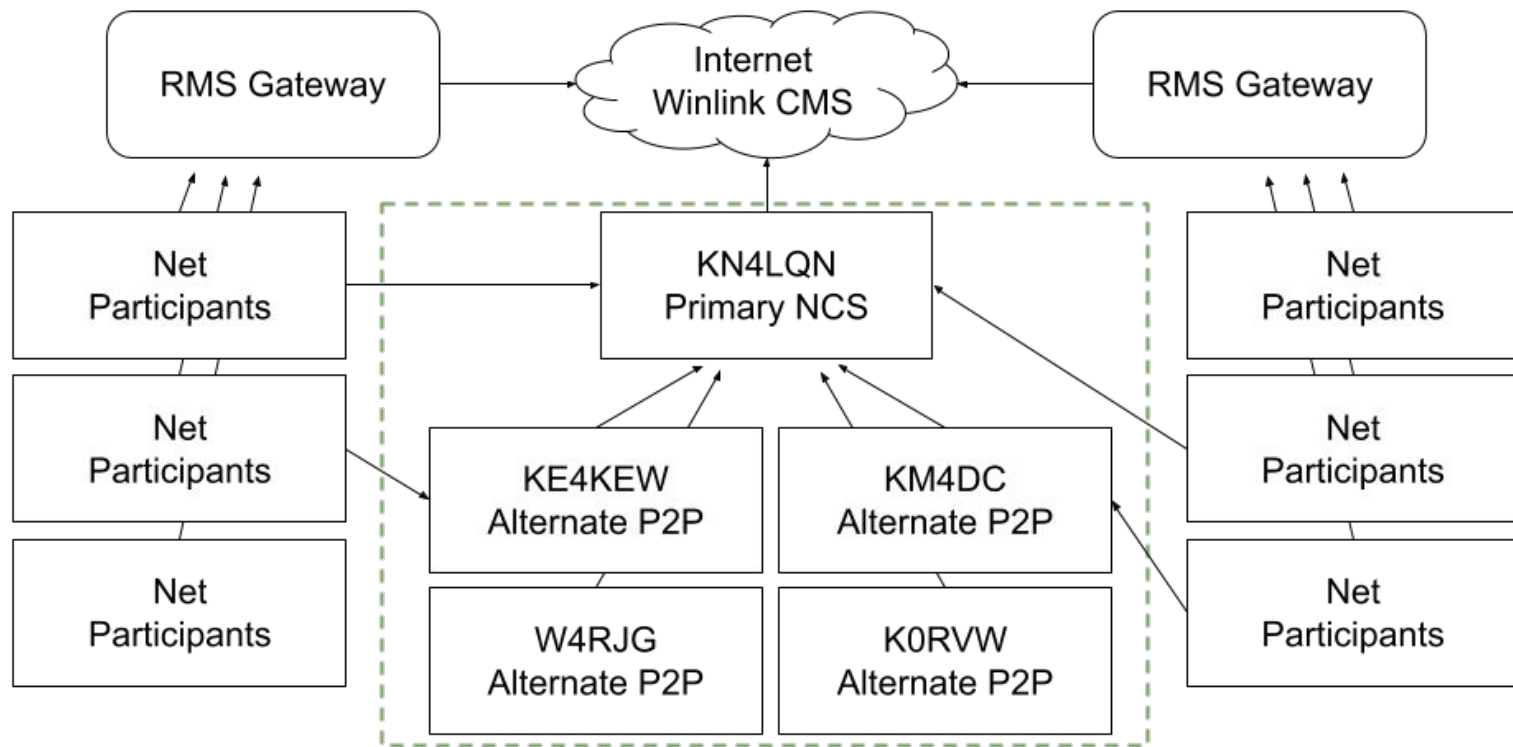 RMS Gateway
Internet
Winlink CMS
RMS Gateway
Net
Participants
KN4LQN
Primary NCS
Net
Participants
Net
Participants
KE4KEW
Alternate P2P
KM4DC
Alternate P2P
Net
Participants
Net
Participants
W4RJG
Alternate P2P
K0RVW
Alternate P2P
Net
Participants